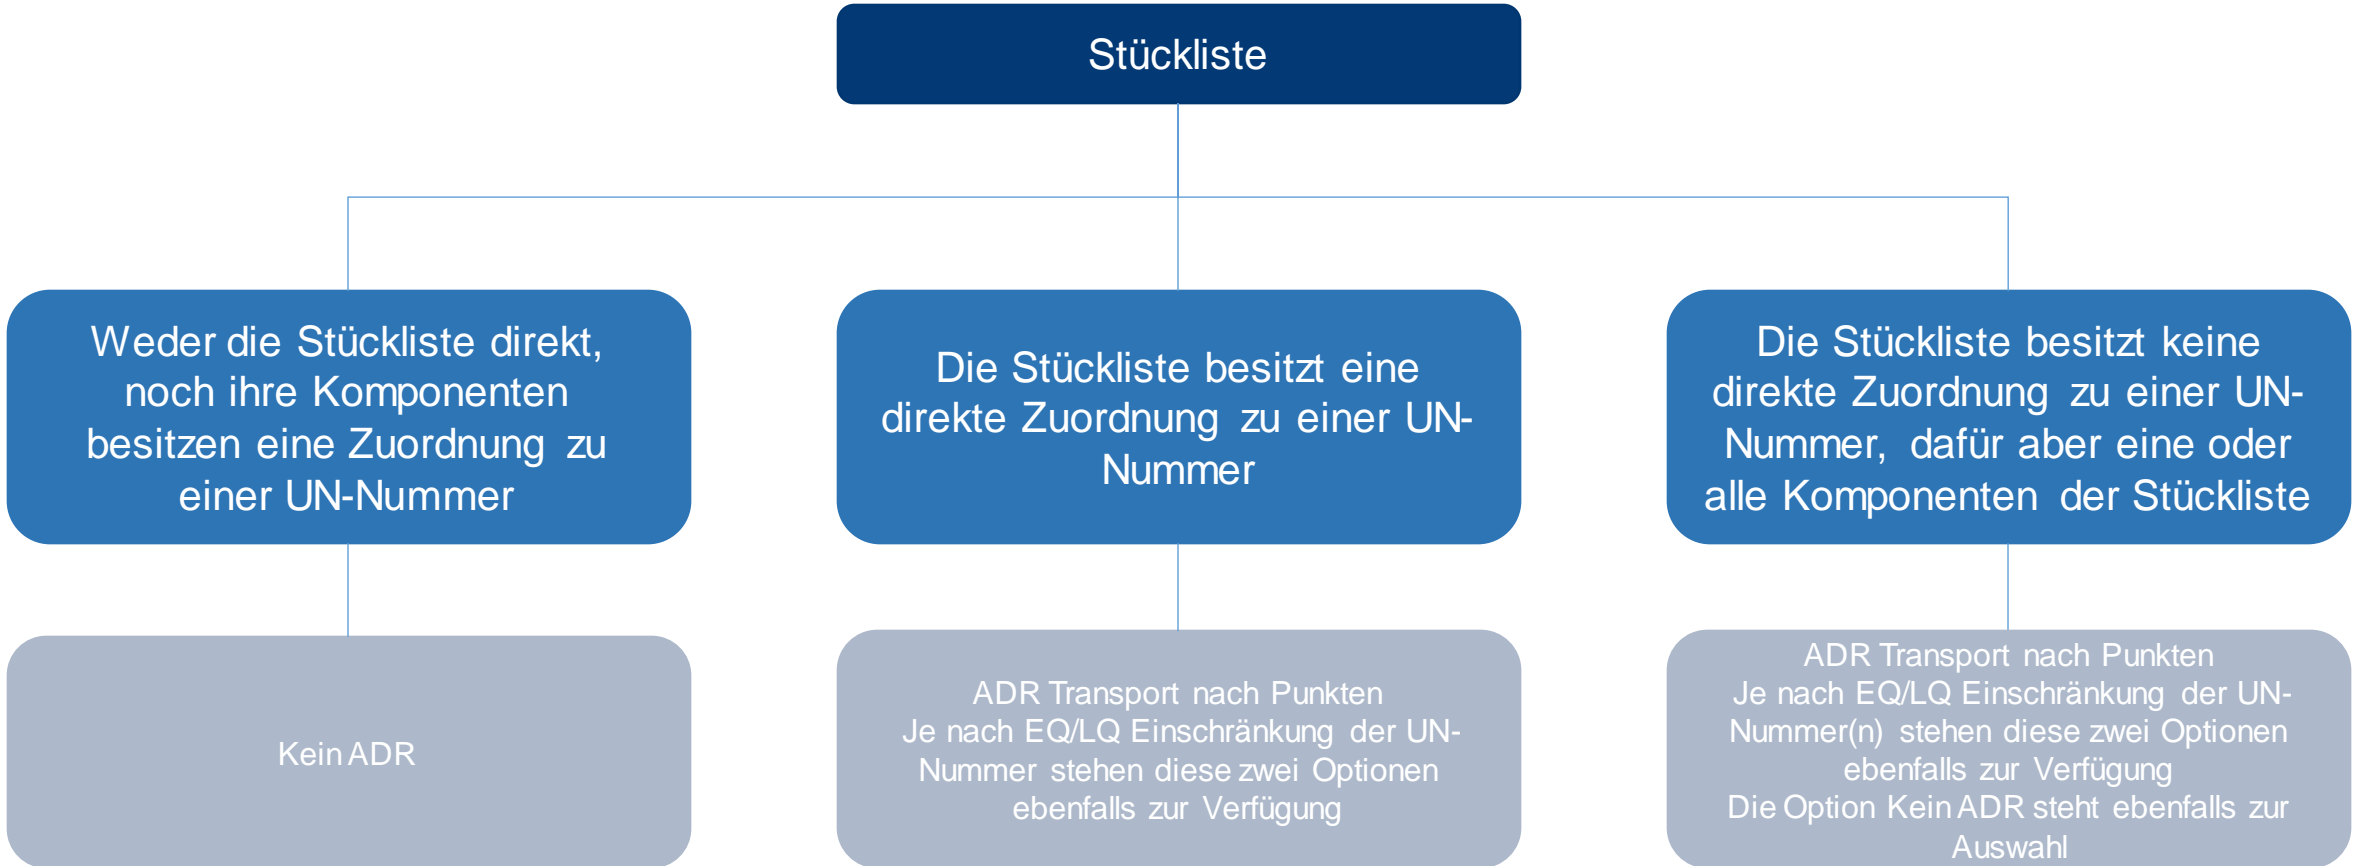 Stückliste
Weder die Stückliste direkt,
noch ihre Komponenten
besitzen eine Zuordnung zu
einer UN-Nummer
Die Stückliste besitzt eine
direkte Zuordnung zu einer UN-
Nummer
Die Stückliste besitzt keine
direkte Zuordnung zu einer UN-
Nummer, dafür aber eine oder
alle Komponenten der Stückliste
Kein ADR
ADR Transport nach Punkten
Je nach EQ/LQ Einschränkung der UN-
Nummer stehen diese zwei Optionen
ebenfalls zur Verfügung
ADR Transport nach Punkten
Je nach EQ/LQ Einschränkung der UN-
Nummer(n) stehen diese zwei Optionen
ebenfalls zur Verfügung
Die Option Kein ADR steht ebenfalls zur
Auswahl